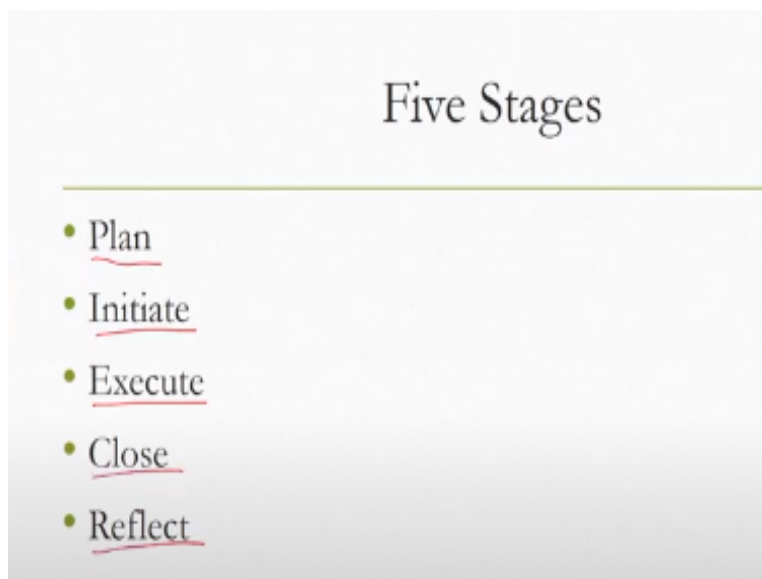 Five Stages
• Plan
• Initiate
• Execute
• Close
• Reflect